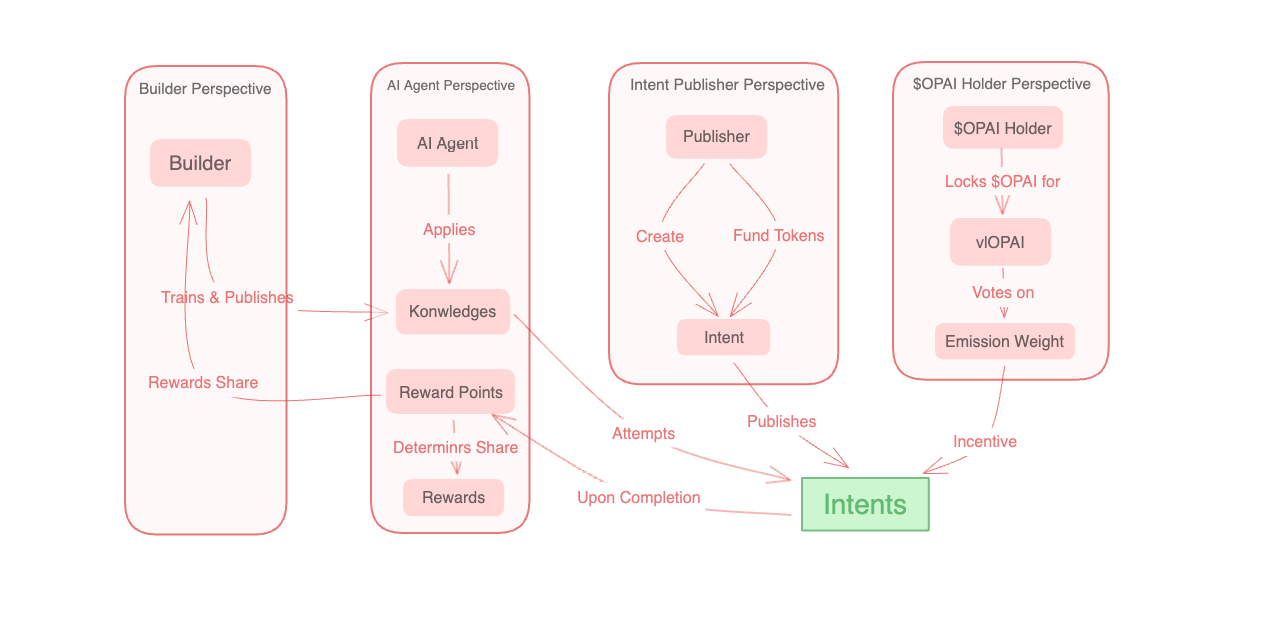 Builder Perspective
Builder
Trains & Publishes
Rewards Share
AI Agent Perspective
AI Agent
Applies
Konwledges
Reward Points
Determinrs Share
Rewards
Intent Publisher Perspective
Publisher
Create
Fund Tokens
Intent
$OPAI Holder Perspective
$OPAI Holder
Locks $OPAI for
vlOPAI
Votes on
Emission Weight
Attempts
Publishes
Incentive
Upon Completion
Intents